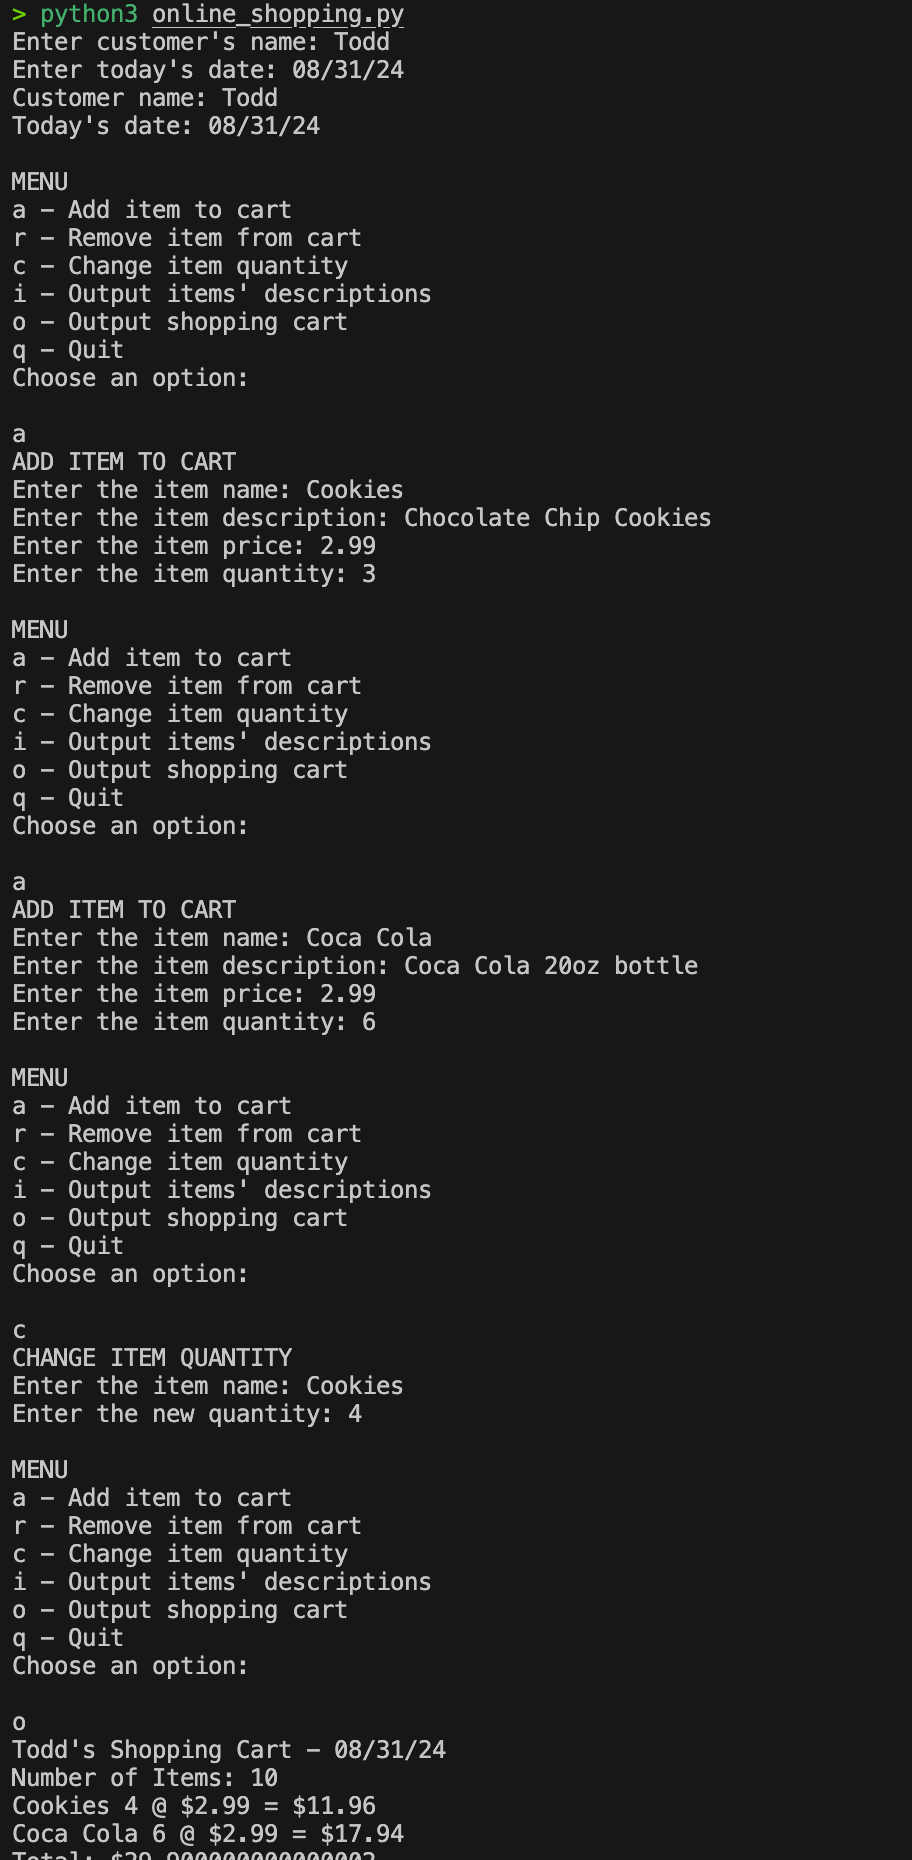 > python3 online_shopping.py
Enter customer's name: Todd
Enter today's date: 08/31/24
Customer name: Todd
Today's date: 08/31/24
MENU
a – Add item to cart
r – Remove item from cart
c – Change item quantity
i – Output items' descriptions
o – Output shopping cart
q – Quit
Choose an option:
a
ADD ITEM TO CART
Enter the item name: Cookies
Enter the item description: Chocolate Chip Cookies
Enter the item price: 2.99
Enter the item quantity: 3
MENU
a – Add item to cart
r – Remove item from cart
c – Change item quantity
i – Output items' descriptions
o – Output shopping cart
q – Quit
Choose an option:
a
ADD ITEM TO CART
Enter the item name: Coca Cola
Enter the item description: Coca Cola 20oz bottle
Enter the item price: 2.99
Enter the item quantity: 6
MENU
a – Add item to cart
r – Remove item from cart
c – Change item quantity
i – Output items' descriptions
o – Output shopping cart
q – Quit
Choose an option:
c
CHANGE ITEM QUANTITY
Enter the item name: Cookies
Enter the new quantity: 4
MENU
a – Add item to cart
r – Remove item from cart
c – Change item quantity
i – Output items' descriptions
o – Output shopping cart
q – Quit
Choose an option:
o
Todd's Shopping Cart – 08/31/24
Number of Items: 10
Cookies 4 @ $2.99 = $11.96
Coca Cola 6 @ $2.99 = $17.94
Total: